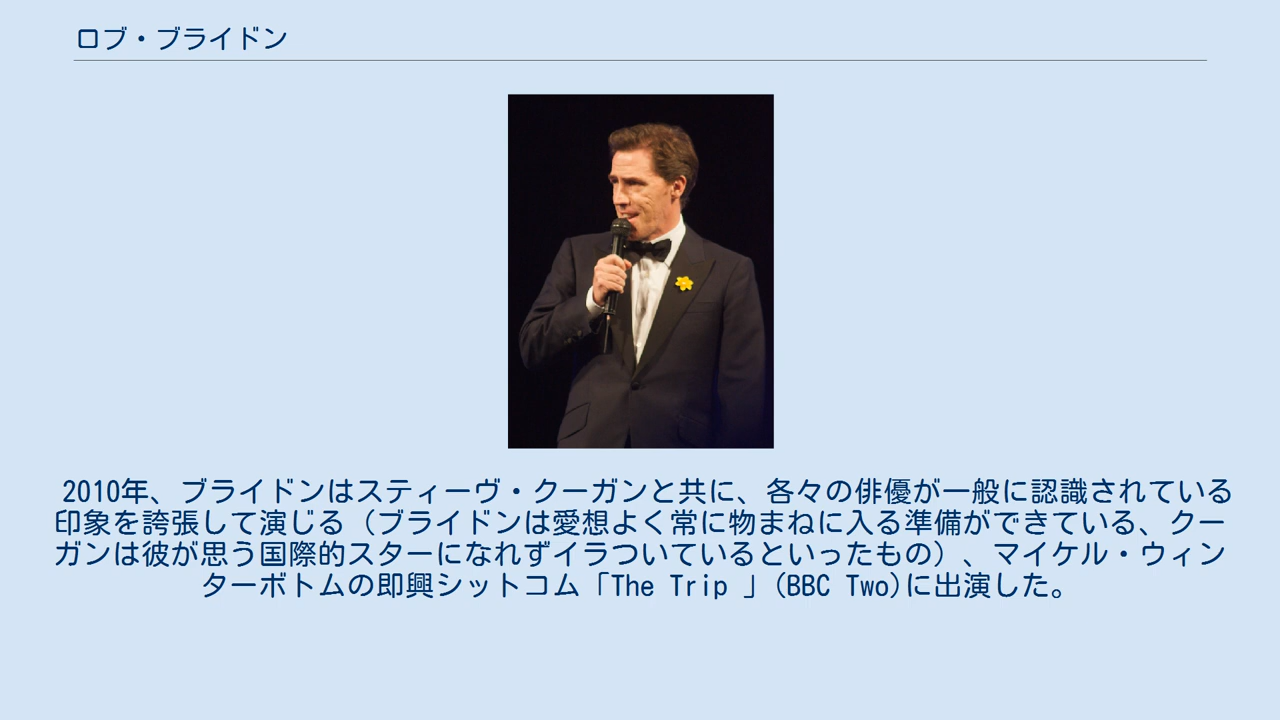 ロブ・ブライドン
2010年、ブライドンはスティーヴ・クーガンと共に、各々の俳優が一般に認識されている
印象を誇張して演じる（ブライドンは愛想よく常に物まねに入る準備ができている、クー
ガンは彼が思う国際的スターになれずイラついているといったもの）、マイケル・ウィン
ターボトムの即興シットコム「The Trip 」(BBC Two)に出演した。